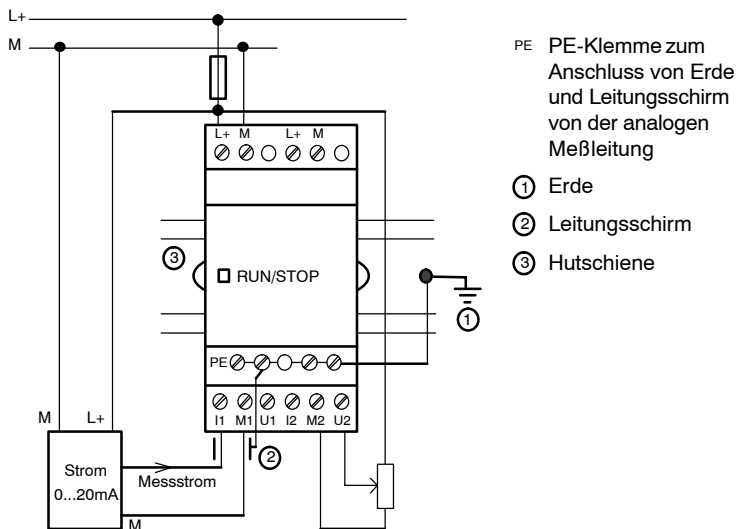 L+
M
L+ M L+ M
RUN/STOP
3
PE
I1 M1 U1 I2 M2 U2
M L+
Strom
0...20mA
Messstrom
M
2
1
PE PE-Klemme zum
Anschluss von Erde
und Leitungsschirm
von der analogen
Meßleitung
1 Erde
2 Leitungsschirm
3 Hutschiene